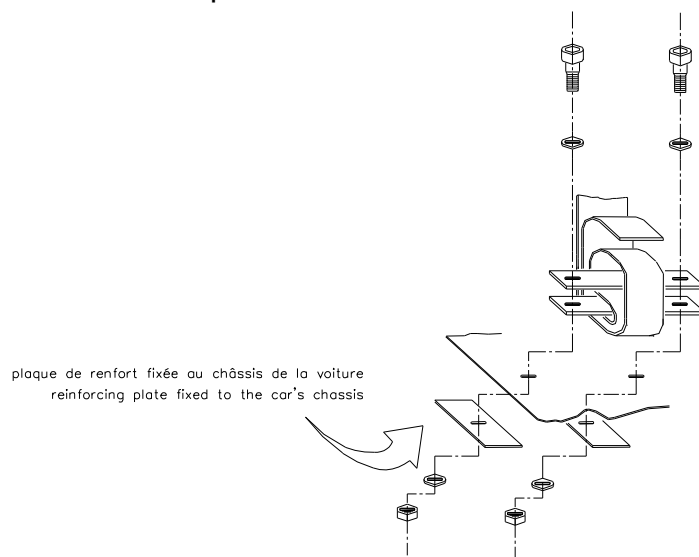 plaque de renfort fixée au châssis de la voiture
reinforcing plate fixed to the car's chassis